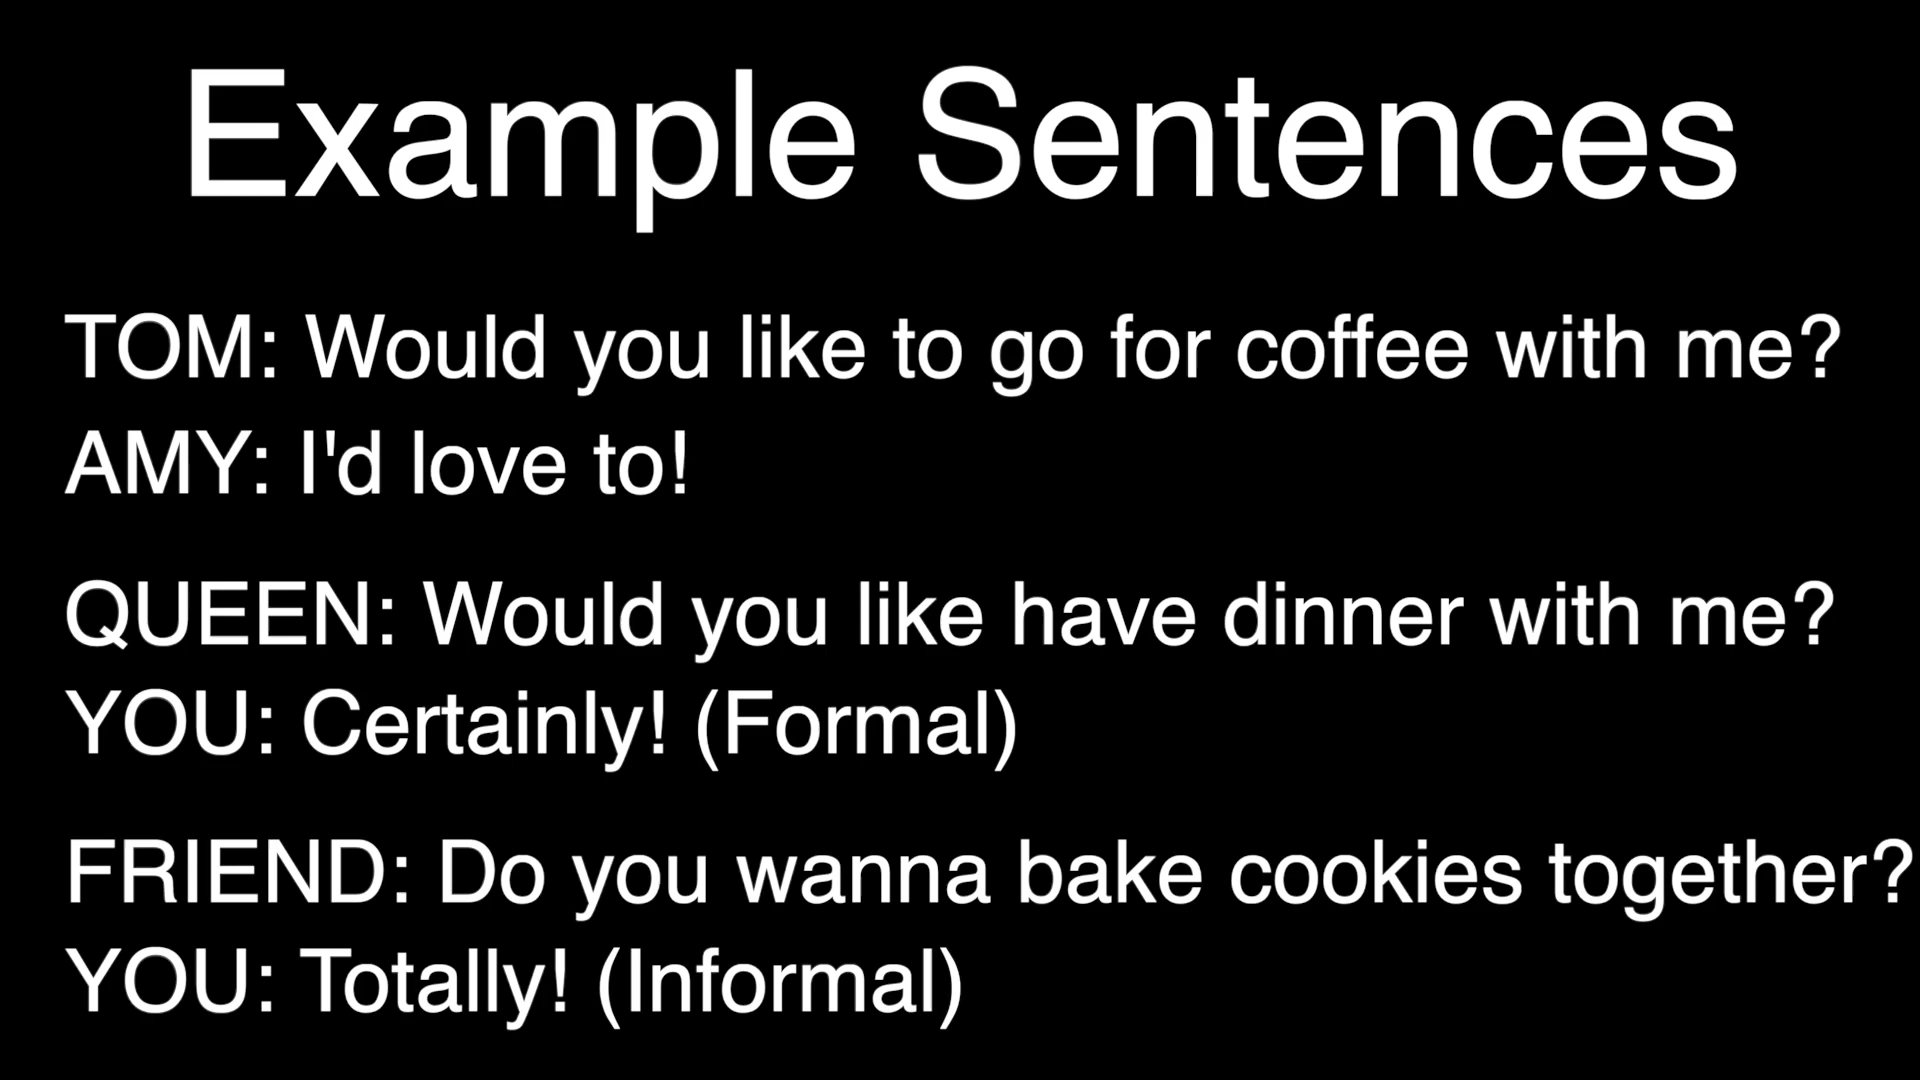 Example Sentences
TOM: Would you like to go for coffee with me?
AMY: I'd love to!
QUEEN: Would you like have dinner with me?
YOU: Certainly! (Formal)
FRIEND: Do you wanna bake cookies together?
YOU: Totally! (Informal)